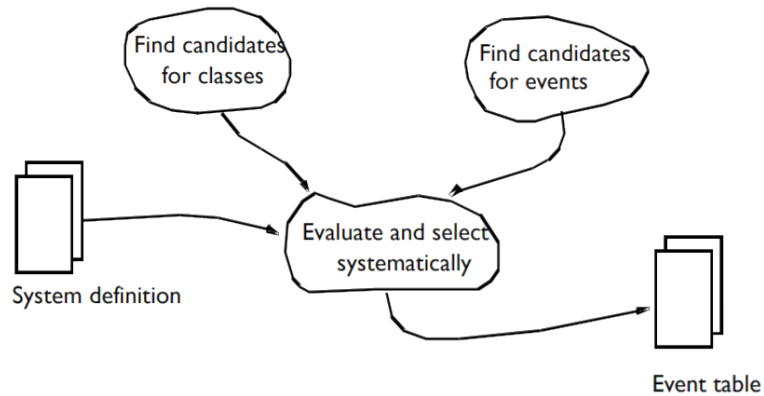 Find candidates
for classes
Find candidates
for events
Evaluate and select
systematically
System definition
Event table